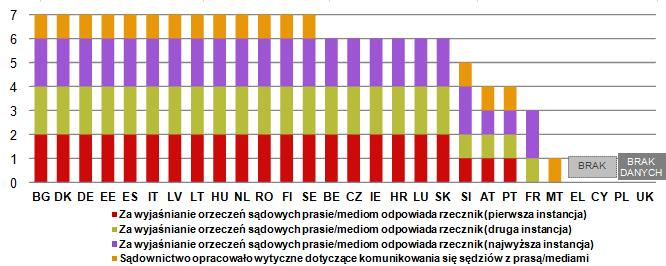 7
6
5
4
3
2
1
0
BRAK
BRAK
DANYCH
BG DK DE EE ES IT LV LT HU NL RO FI SE BE CZ IE HR LU SK SI AT PT FR MT EL CY PL UK
Za wyjaśnianie orzeczeń sądowych prasie/mediom odpowiada rzecznik(pierwsza instancja)
Za wyjaśnianie orzeczeń sądowych prasie/mediom odpowiada rzecznik(druga instancja)
Za wyjaśnianie orzeczeń sądowych prasie/mediom odpowiada rzecznik(najwyższa instancja)
Sądownictwo opracowało wytyczne dotyczące komunikowania się sędziów z prasą/mediami